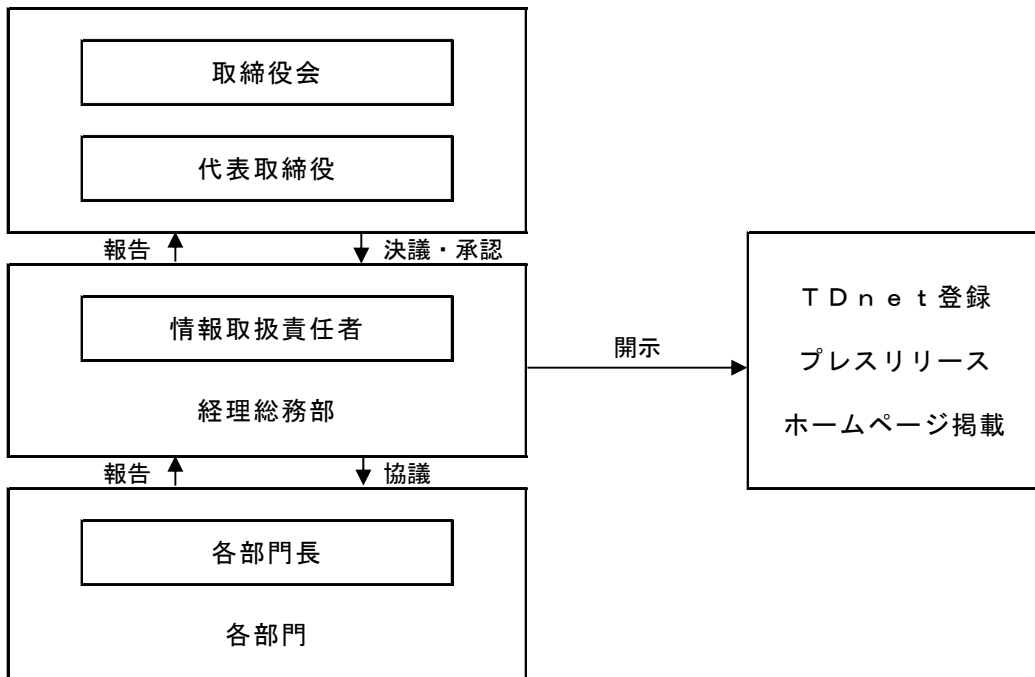 取締役会
代表取締役
報告
決議・承認
情報取扱責任者
経理総務部
開示
ＴＤｎｅｔ登録
プレスリリース
ホームページ掲載
報告
協議
各部門長
各部門